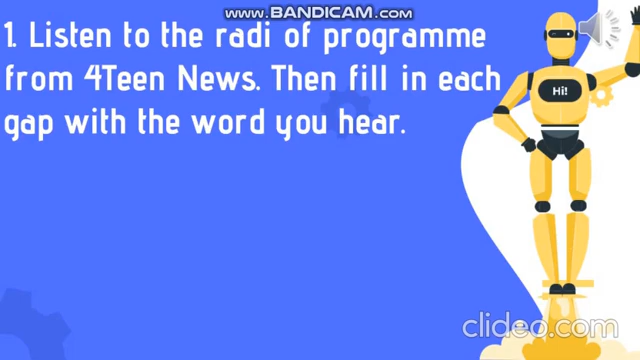 www.BANDICAM.com
1. Listen to the radi of programme
from 4Teen News. Then fill in each
gap with the word you hear.
Hi!
clideo.com